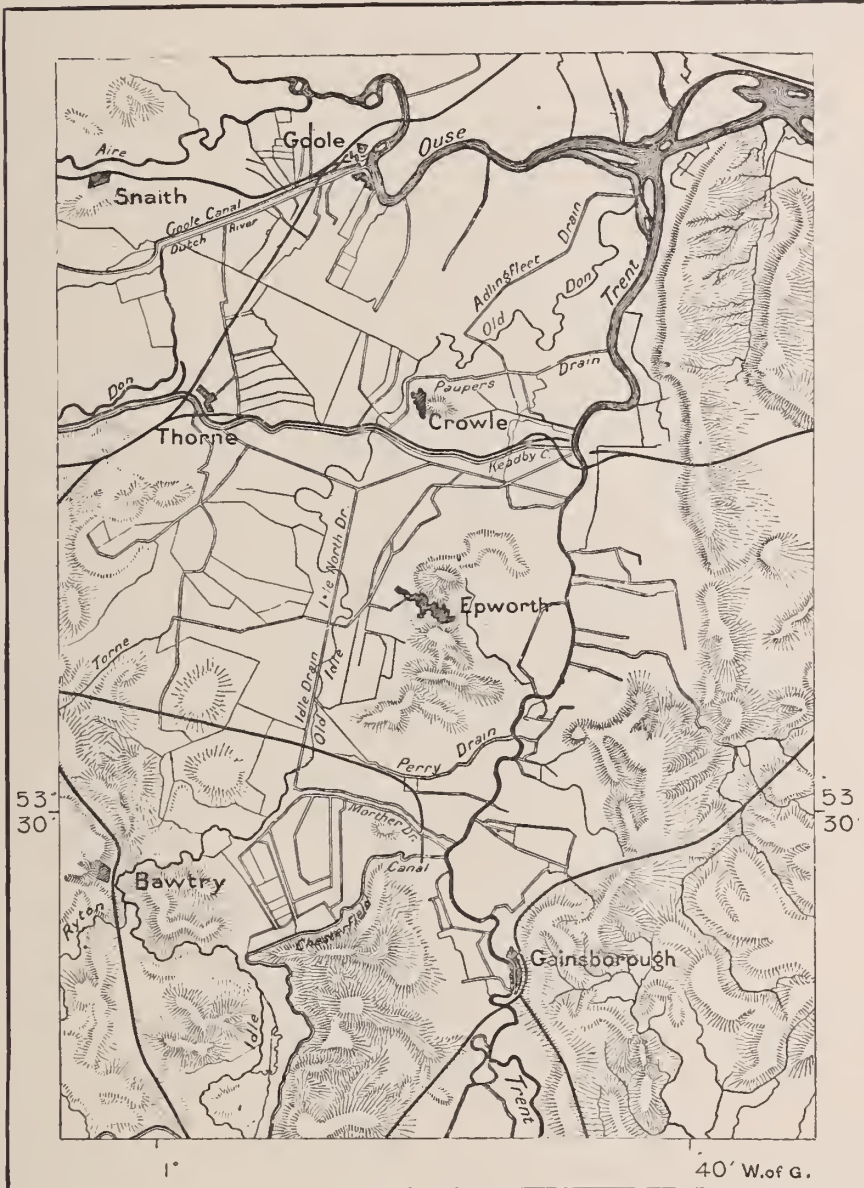 Aire
Goole
Ouse
Snaith
Goole Canal
Dutch River
Adlingfleet Drain
Old Don
Trent
Don
Paupers Drain
Crowle
Thorne
Keadby C.
Idle North Dr.
Epworth
Torne
Idle Drain
Old Idle
Perry Drain
53 30'
53 30'
Morther Dr.
Bawtry
Canal
Ryton
Chesterfield
Gainsborough
Idle
Trent
1°
40' W. of G.